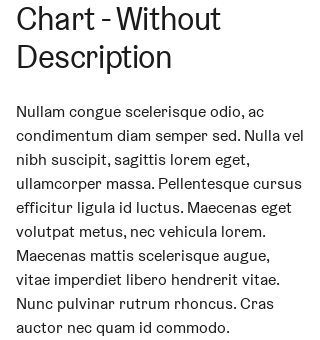 Chart - Without
Description
Nullam congue scelerisque odio, ac
condimentum diam semper sed. Nulla vel
nibh suscipit, sagittis lorem eget,
ullamcorper massa. Pellentesque cursus
efficitur ligula id luctus. Maecenas eget
volutpat metus, nec vehicula lorem.
Maecenas mattis scelerisque augue,
vitae imperdiet libero hendrerit vitae.
Nunc pulvinar rutrum rhoncus. Cras
auctor nec quam id commodo.